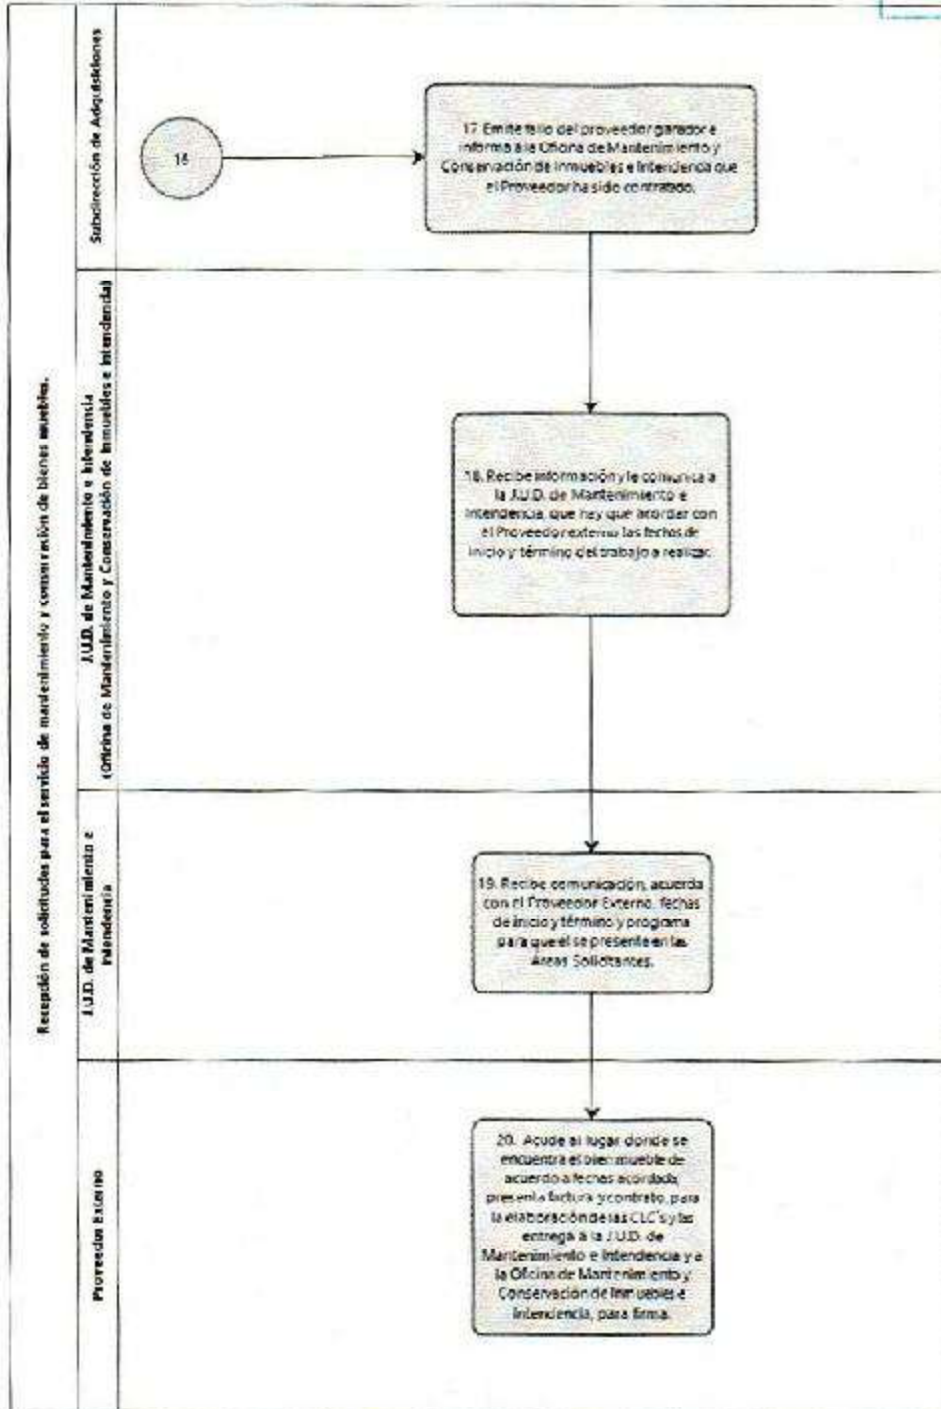 Recepción de solicitudes para el servicio de mantenimiento y conservación de bienes muebles.
Subdirección de Adquisiciones
16
17. Emite fallo del proveedor ganador e
informa a la Oficina de Mantenimiento y
Conservación de Inmuebles e Intendencia que
el Proveedor ha sido contratado.
J.U.D. de Mantenimiento e Intendencia
(Oficina de Mantenimiento y Conservación de Inmuebles e Intendencia)
18. Recibe información y le comunica a
la J.U.D. de Mantenimiento e
Intendencia, que hay que acordar con
el Proveedor externo las fechas de
inicio y término del trabajo a realizar.
J.U.D. de Mantenimiento e
Intendencia
19. Recibe comunicación, acuerda
con el Proveedor Externo, fechas
de inicio y término y programa
para que él se presente en las
Áreas Solicitantes.
Proveedor Externo
20. Acude al lugar donde se
encuentra el bien mueble de
acuerdo a fechas acordada,
presenta factura y contrato, para
la elaboración de las CLC's y las
entrega a la J.U.D. de
Mantenimiento e Intendencia y a
la Oficina de Mantenimiento y
Conservación de Inmuebles e
Intendencia, para firma.